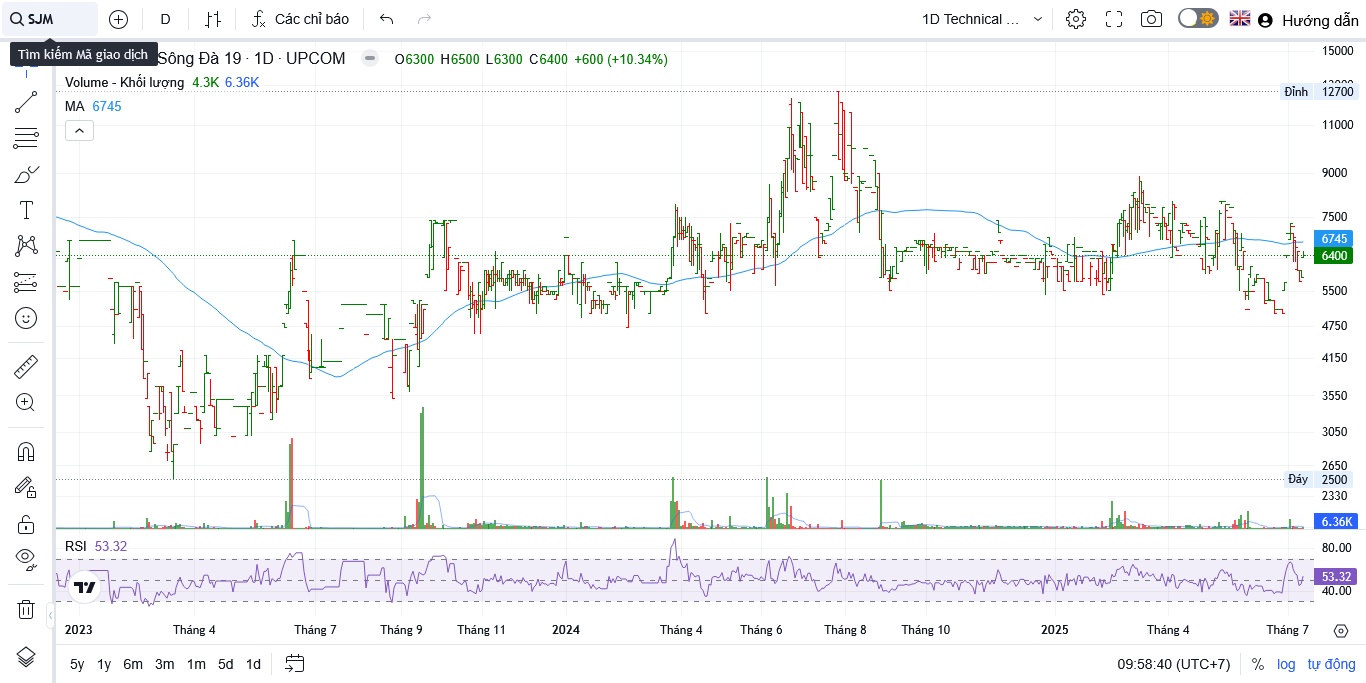 SJM
D
Các chỉ báo
1D Technical ...
Hướng dẫn
Tìm kiếm Mã giao dịch
Sông Đà 19 · 1D · UPCOM
O6300 H6500 L6300 C6400 +600 (+10.34%)
Volume - Khối lượng 4.3K 6.36K
MA 6745
15000
Đỉnh 12700
11000
9000
7500
6745
6400
5500
4750
4150
3550
3050
2650
Đáy 2500
2330
6.36K
RSI 53.32
80.00
53.32
40.00
2023 Tháng 4 Tháng 7 Tháng 9 Tháng 11 2024 Tháng 4 Tháng 6 Tháng 8 Tháng 10 2025 Tháng 4 Tháng 7
5y 1y 6m 3m 1m 5d 1d
09:58:40 (UTC+7) % log tự động